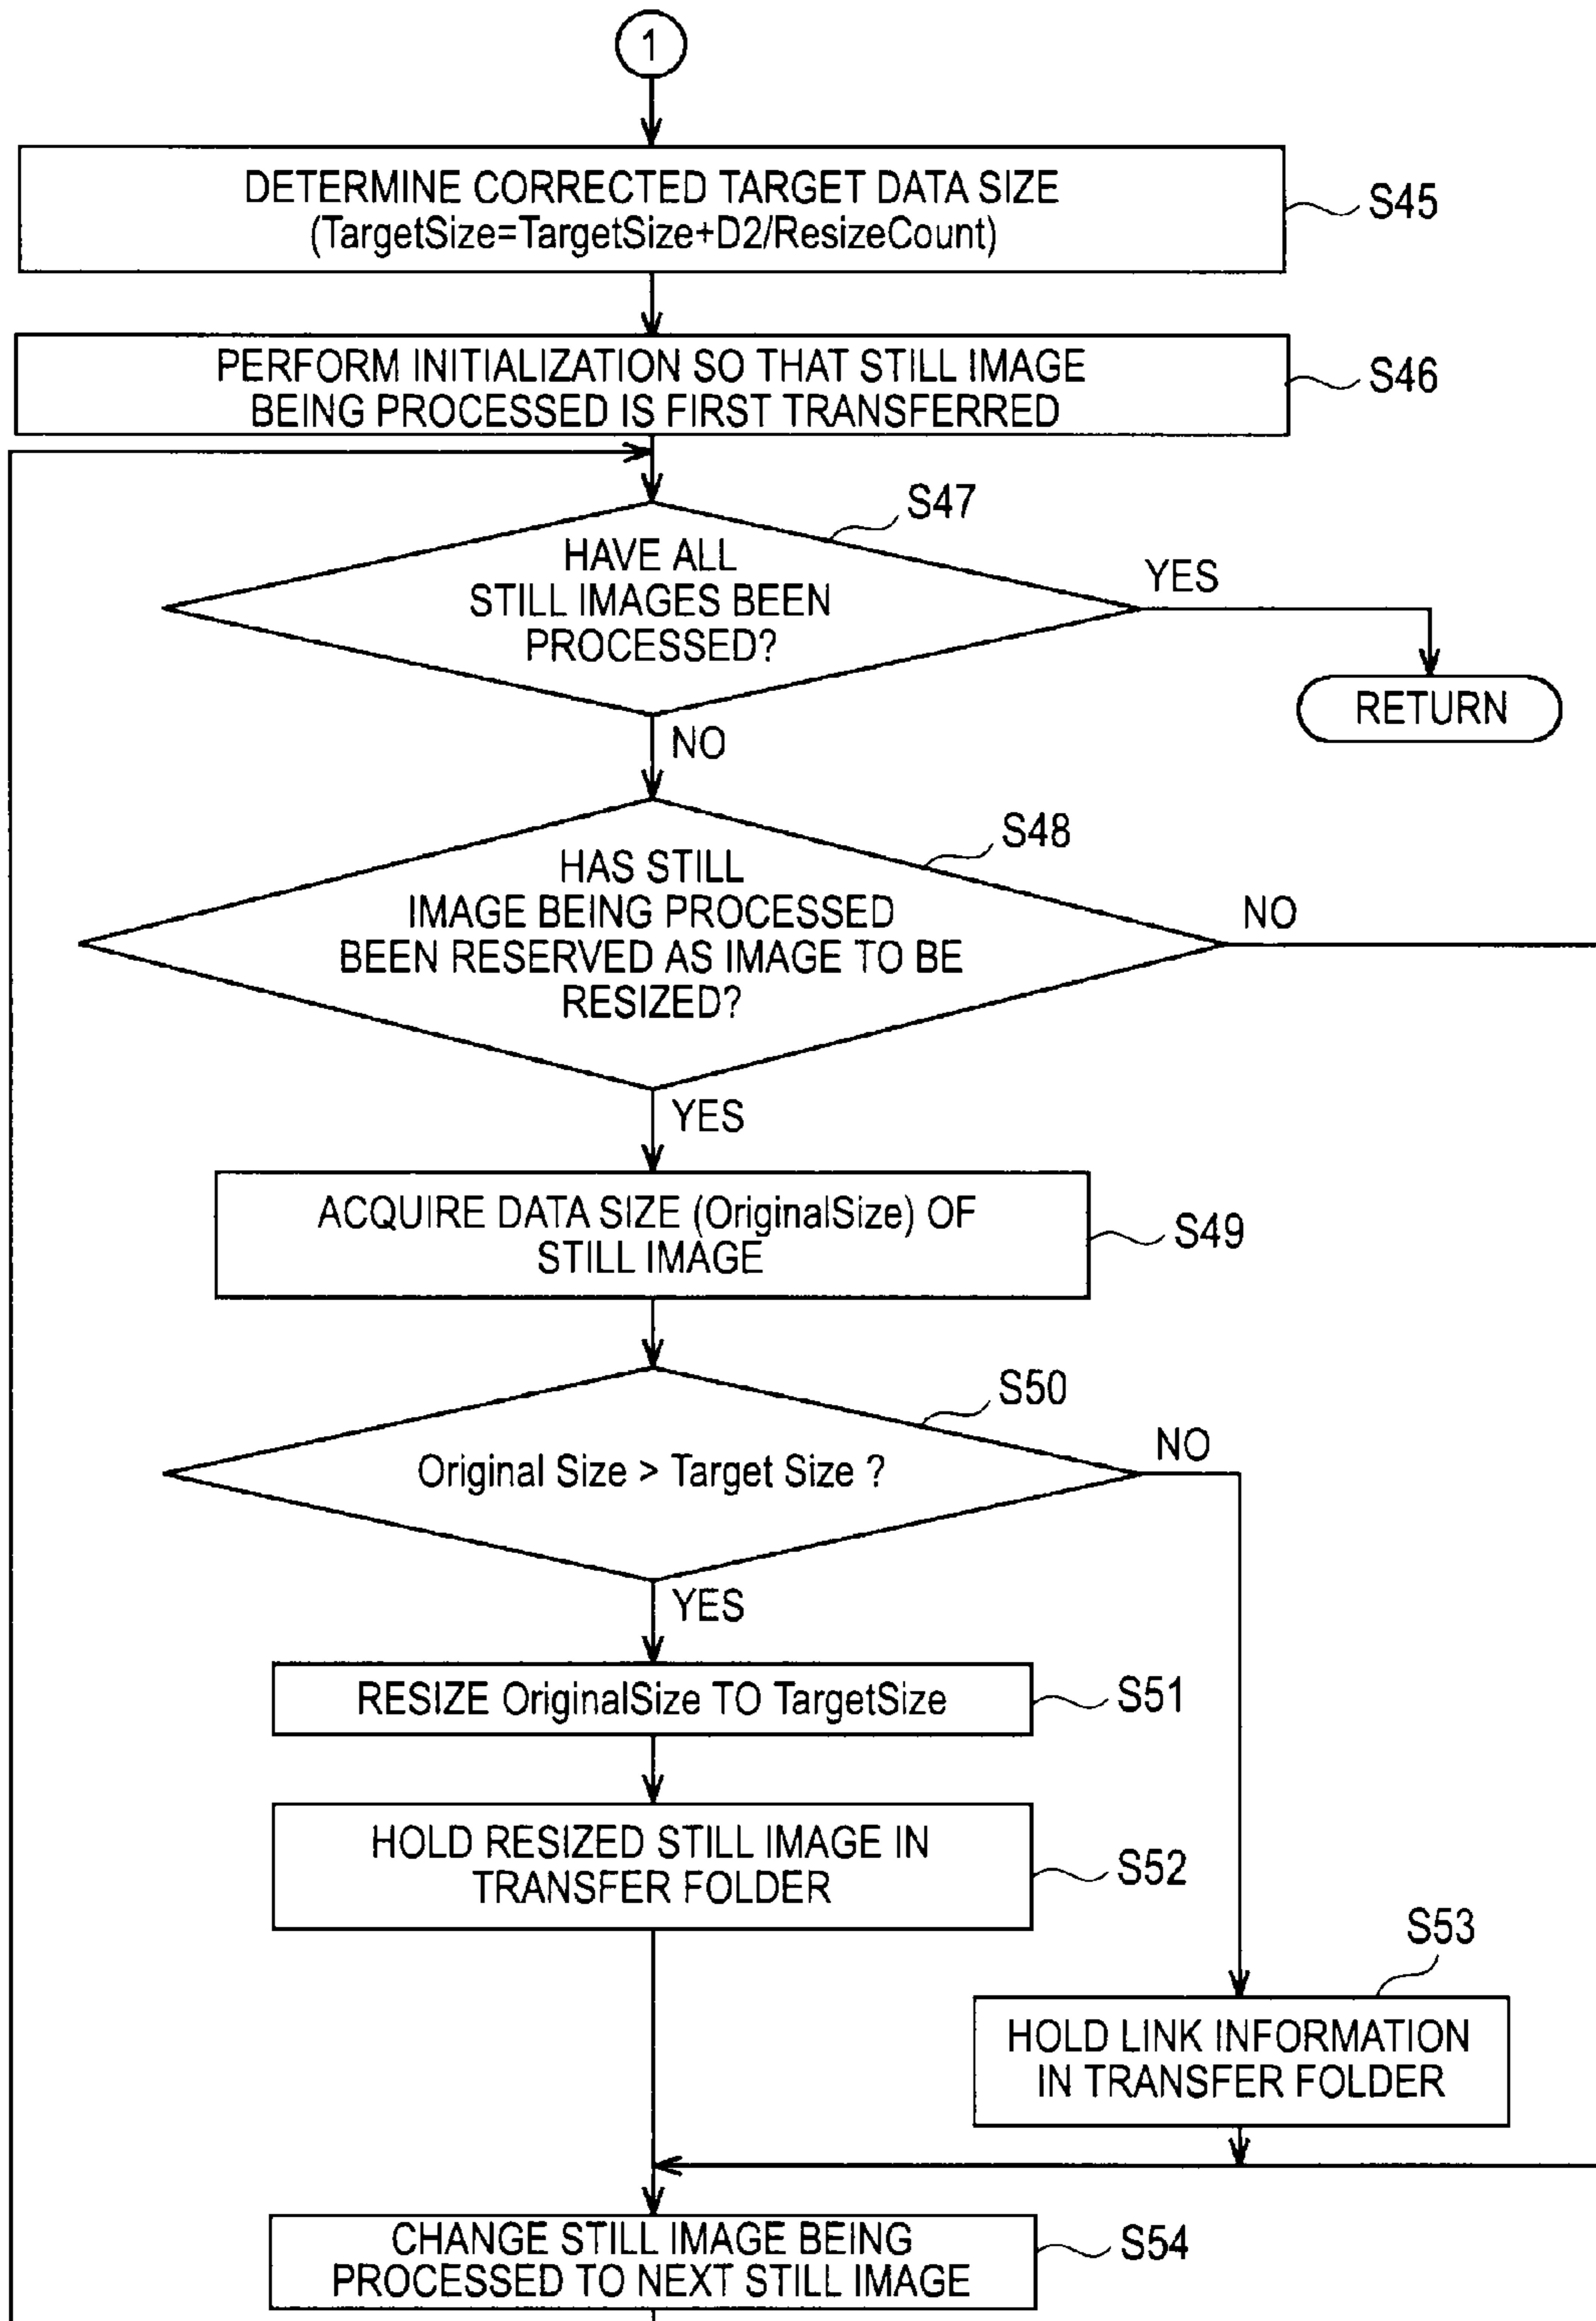 1
DETERMINE CORRECTED TARGET DATA SIZE
(TargetSize=TargetSize+D2/ResizeCount)
S45
PERFORM INITIALIZATION SO THAT STILL IMAGE
BEING PROCESSED IS FIRST TRANSFERRED
S46
S47
HAVE ALL
STILL IMAGES BEEN
PROCESSED?
YES
RETURN
NO
S48
HAS STILL
IMAGE BEING PROCESSED
BEEN RESERVED AS IMAGE TO BE
RESIZED?
NO
YES
ACQUIRE DATA SIZE (OriginalSize) OF
STILL IMAGE
S49
S50
Original Size > Target Size ?
NO
YES
RESIZE OriginalSize TO TargetSize
S51
HOLD RESIZED STILL IMAGE IN
TRANSFER FOLDER
S52
S53
HOLD LINK INFORMATION
IN TRANSFER FOLDER
CHANGE STILL IMAGE BEING
PROCESSED TO NEXT STILL IMAGE
S54